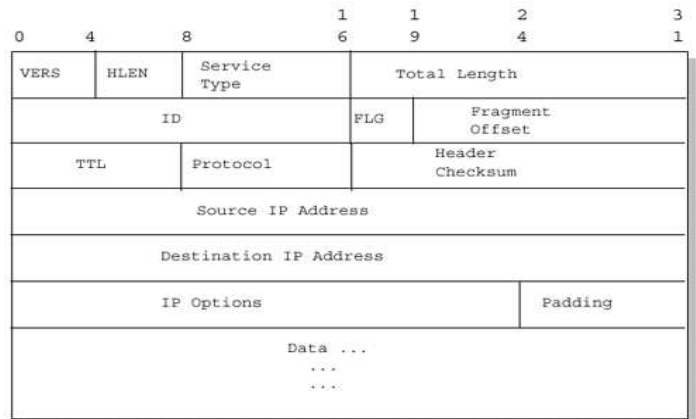 1 1 2 3
0 4 8 6 9 4 1
VERS HLEN Service Type Total Length
ID FLG Fragment Offset
TTL Protocol Header Checksum
Source IP Address
Destination IP Address
IP Options Padding
Data ...
...
...